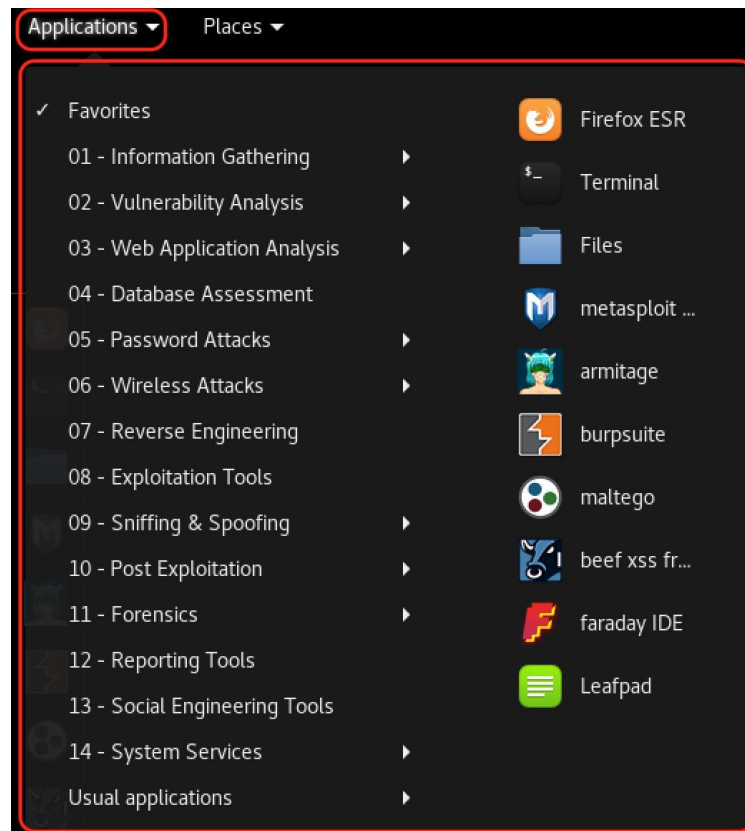 Applications Places
✓ Favorites
01 - Information Gathering
02 - Vulnerability Analysis
03 - Web Application Analysis
04 - Database Assessment
05 - Password Attacks
06 - Wireless Attacks
07 - Reverse Engineering
08 - Exploitation Tools
09 - Sniffing & Spoofing
10 - Post Exploitation
11 - Forensics
12 - Reporting Tools
13 - Social Engineering Tools
14 - System Services
Usual applications
Firefox ESR
$_
Terminal
Files
metasploit ...
armitage
burpsuite
maltego
beef xss fr...
faraday IDE
Leafpad